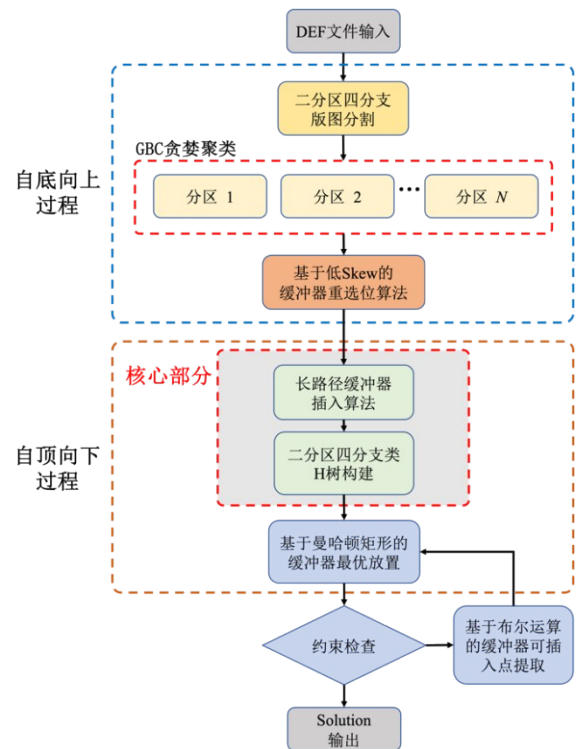 DEF文件输入
二分区四分支
版图分割
GBC贪婪聚类
分区 1
分区 2
···
分区 N
自底向上
过程
基于低Skew的
缓冲器重选位算法
核心部分
长路径缓冲器
插入算法
二分区四分支类
H树构建
自顶向下
过程
基于曼哈顿矩形的
缓冲器最优放置
约束检查
基于布尔运算
的缓冲器可插
入点提取
Solution
输出